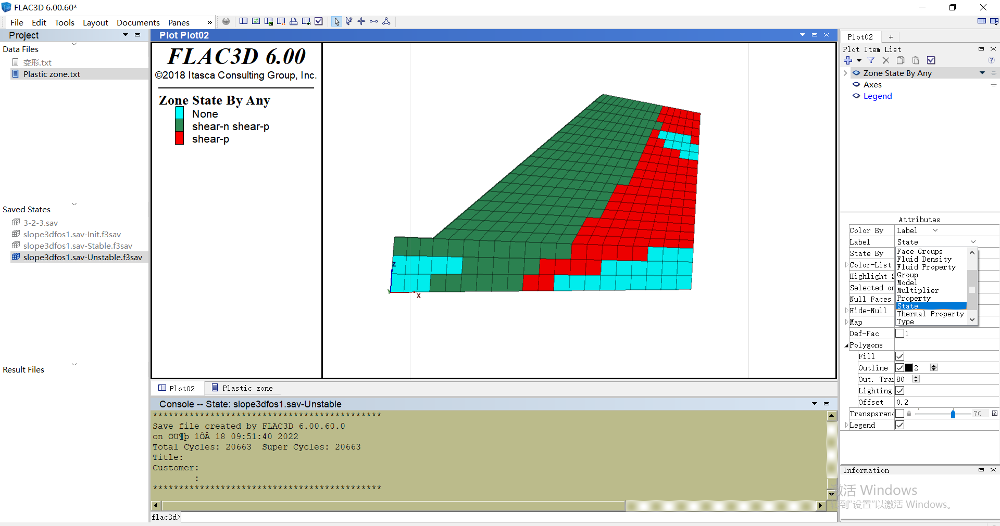 FLAC3D 6.00.60*
File Edit Tools Layout Documents Panes »
Project
Data Files
变形.txt
Plastic zone.txt
Saved States
3-2-3.sav
slope3dfos1.sav-Init.f3sav
slope3dfos1.sav-Stable.f3sav
slope3dfos1.sav-Unstable.f3sav
Result Files
Plot Plot02
FLAC3D 6.00
©2018 Itasca Consulting Group, Inc.
Zone State By Any
None
shear-n shear-p
shear-p
Z
Y
X
Plot02
Plastic zone
Console -- State: slope3dfos1.sav-Unstable
********************************************
Save file created by FLAC3D 6.00.60.0
on ÖÜ¶þ 1ÔÂ 18 09:51:40 2022
Total Cycles: 20663 Super Cycles: 20663
Title:
Customer:
:
********************************************
flac3d>
Plot02 +
Plot Item List
Zone State By Any
Axes
Legend
Attributes
Color By Label
Label State
State By
Color-List
Highlight S
Selected or
Null Faces
Hide-Null
Map
Face Groups
Fluid Density
Fluid Property
Group
Model
Multiplier
Property
State
Thermal Property
Type
Def-Fac 1
Polygons
Fill
Outline 2
Out. Tran 80
Lighting
Offset 0.2
Transparenc 70
Legend
Information
激活 Windows
转到"设置"以激活 Windows。